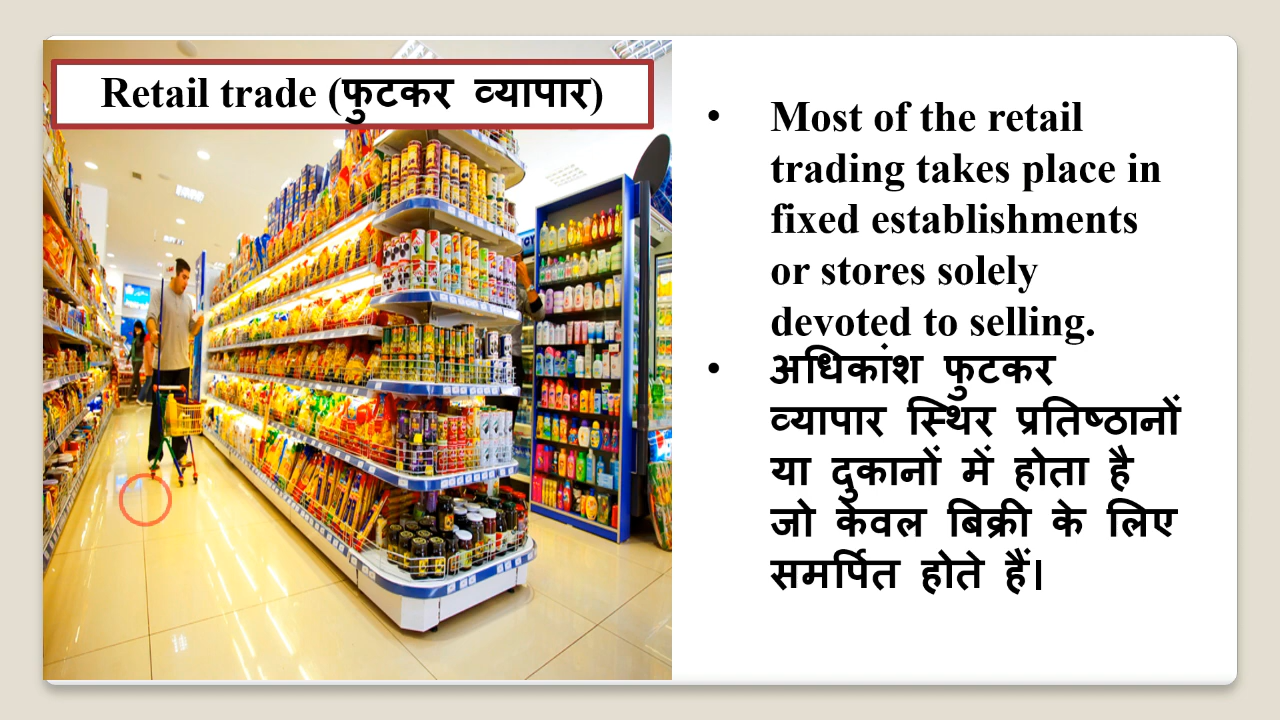 Retail trade (फुटकर व्यापार)
• Most of the retail
trading takes place in
fixed establishments
or stores solely
devoted to selling.
• अधिकांश फुटकर
व्यापार स्थिर प्रतिष्ठानों
या दुकानों में होता है
जो केवल बिक्री के लिए
समर्पित होते हैं।